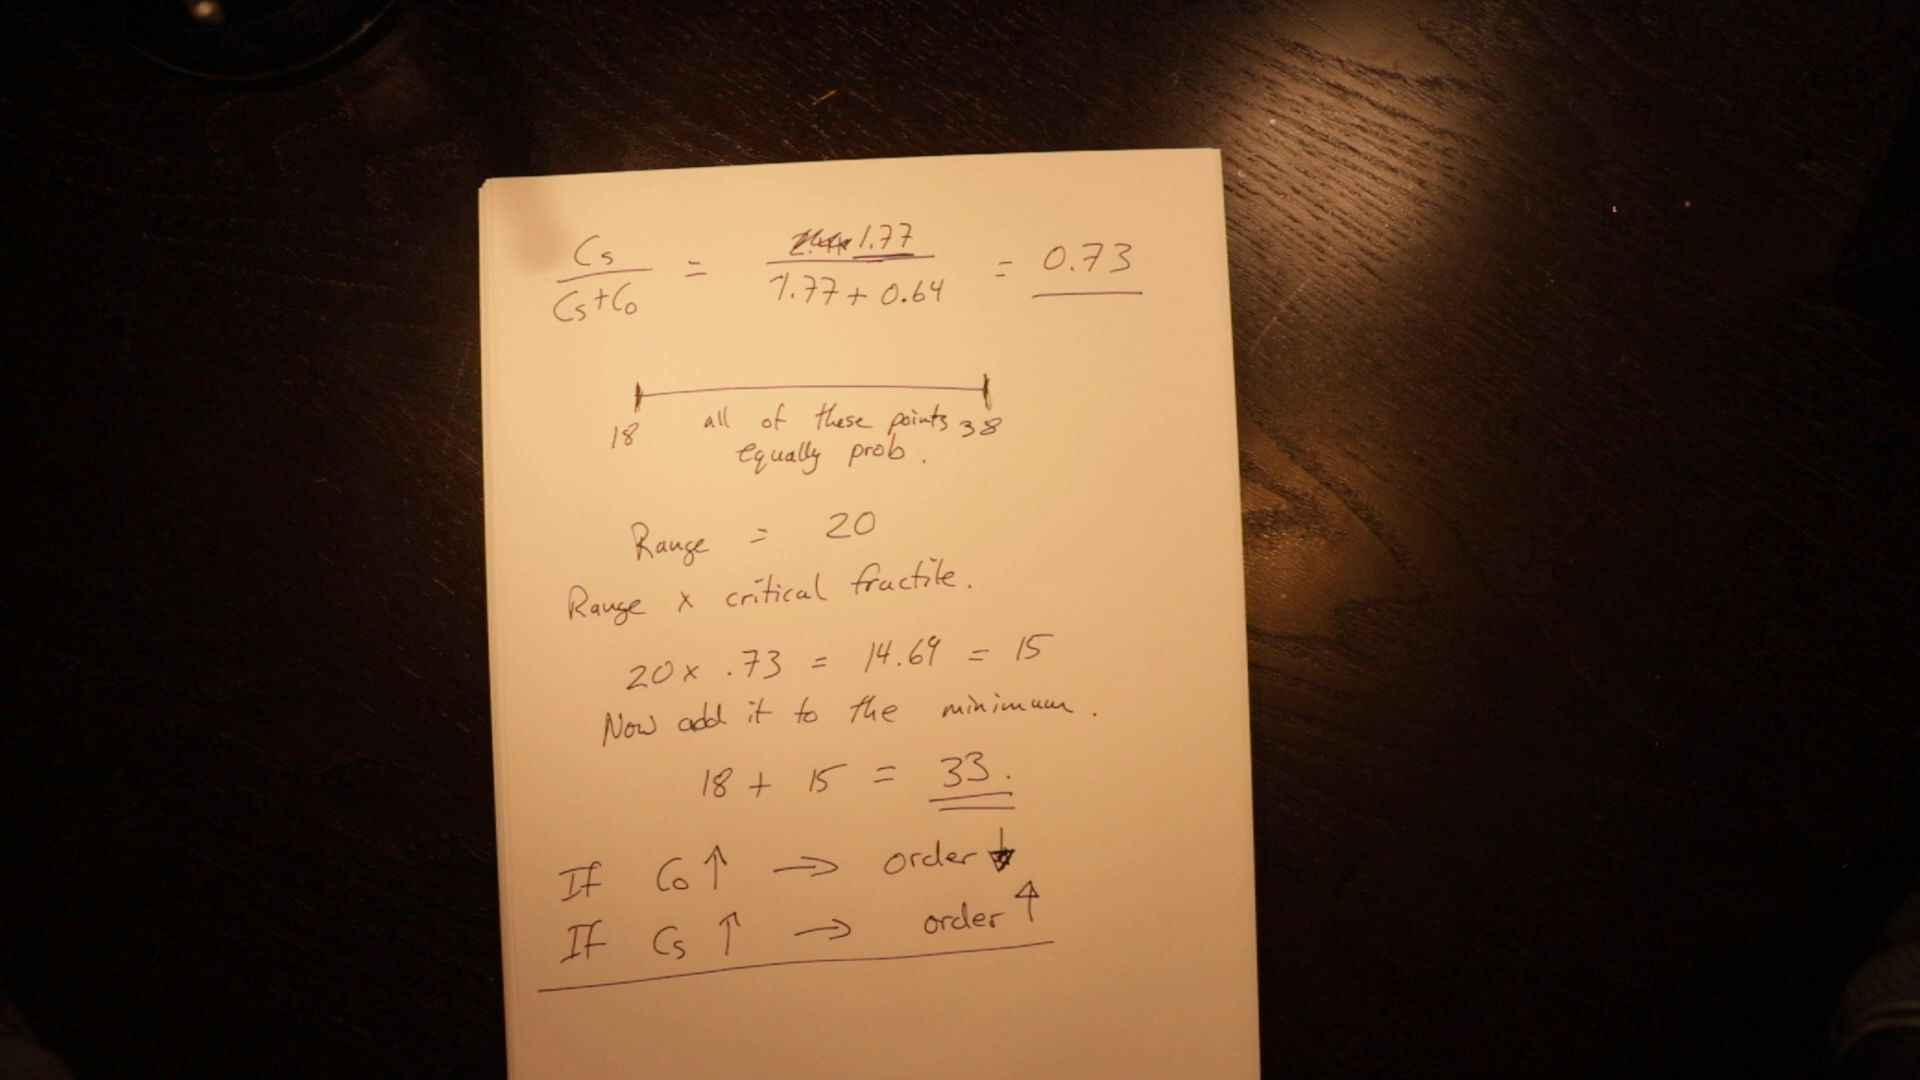 Cs / Cs+Co = 1.77 / 1.77 + 0.64 = 0.73
18 all of these points 38
equally prob.
Range = 20
Range x critical fractile.
20 x .73 = 14.69 = 15
Now add it to the minimum.
18 + 15 = 33.
If Co ↑ → order ↓
If Cs ↑ → order ↑